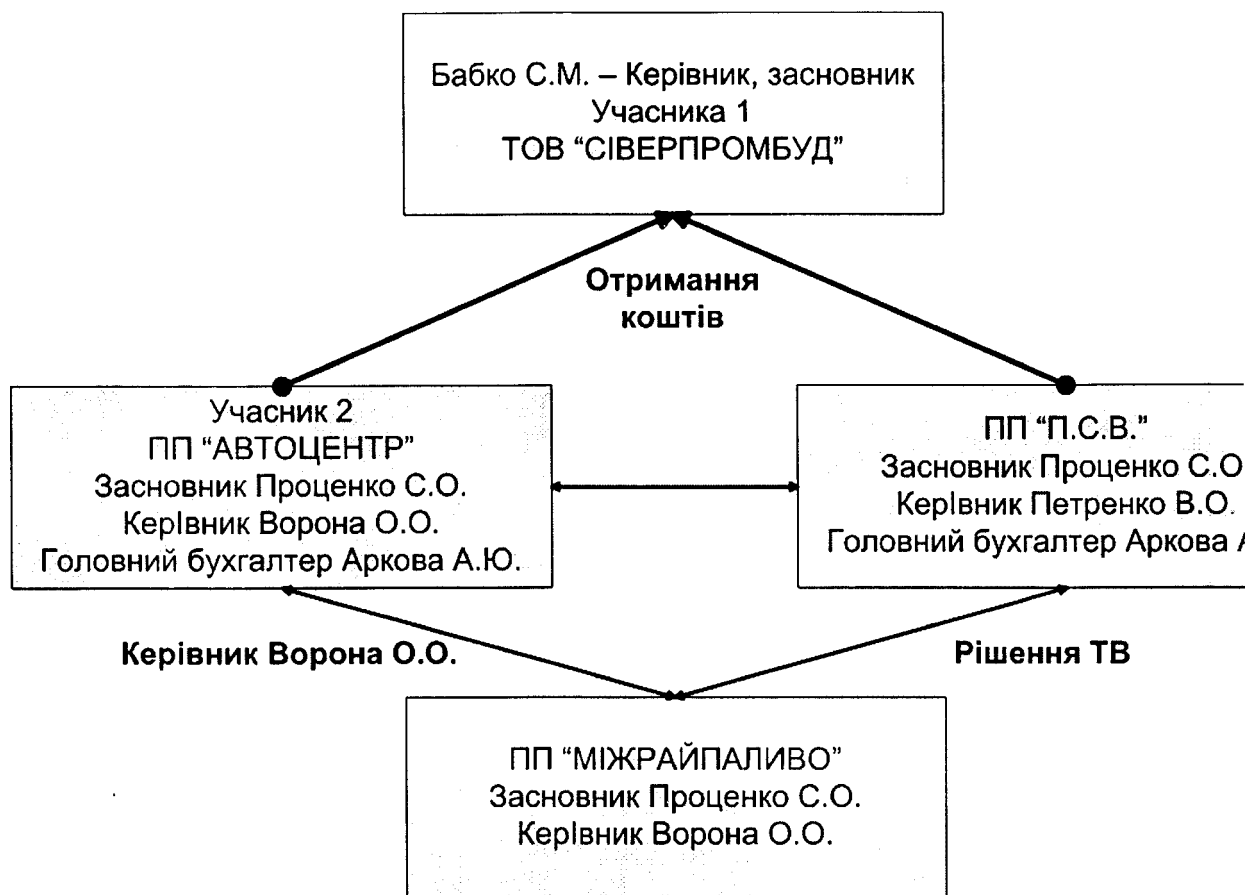 Бабко С.М. – Керівник, засновник
Учасника 1
ТОВ “СІВЕРПРОМБУД”
Отримання
коштів
Учасник 2
ПП “АВТОЦЕНТР”
Засновник Проценко С.О.
Керівник Ворона О.О.
Головний бухгалтер Аркова А.Ю.
ПП “П.С.В.”
Засновник Проценко С.О
Керівник Петренко В.О.
Головний бухгалтер Аркова А
Керівник Ворона О.О.
Рішення ТВ
ПП “МІЖРАЙПАЛИВО”
Засновник Проценко С.О.
Керівник Ворона О.О.